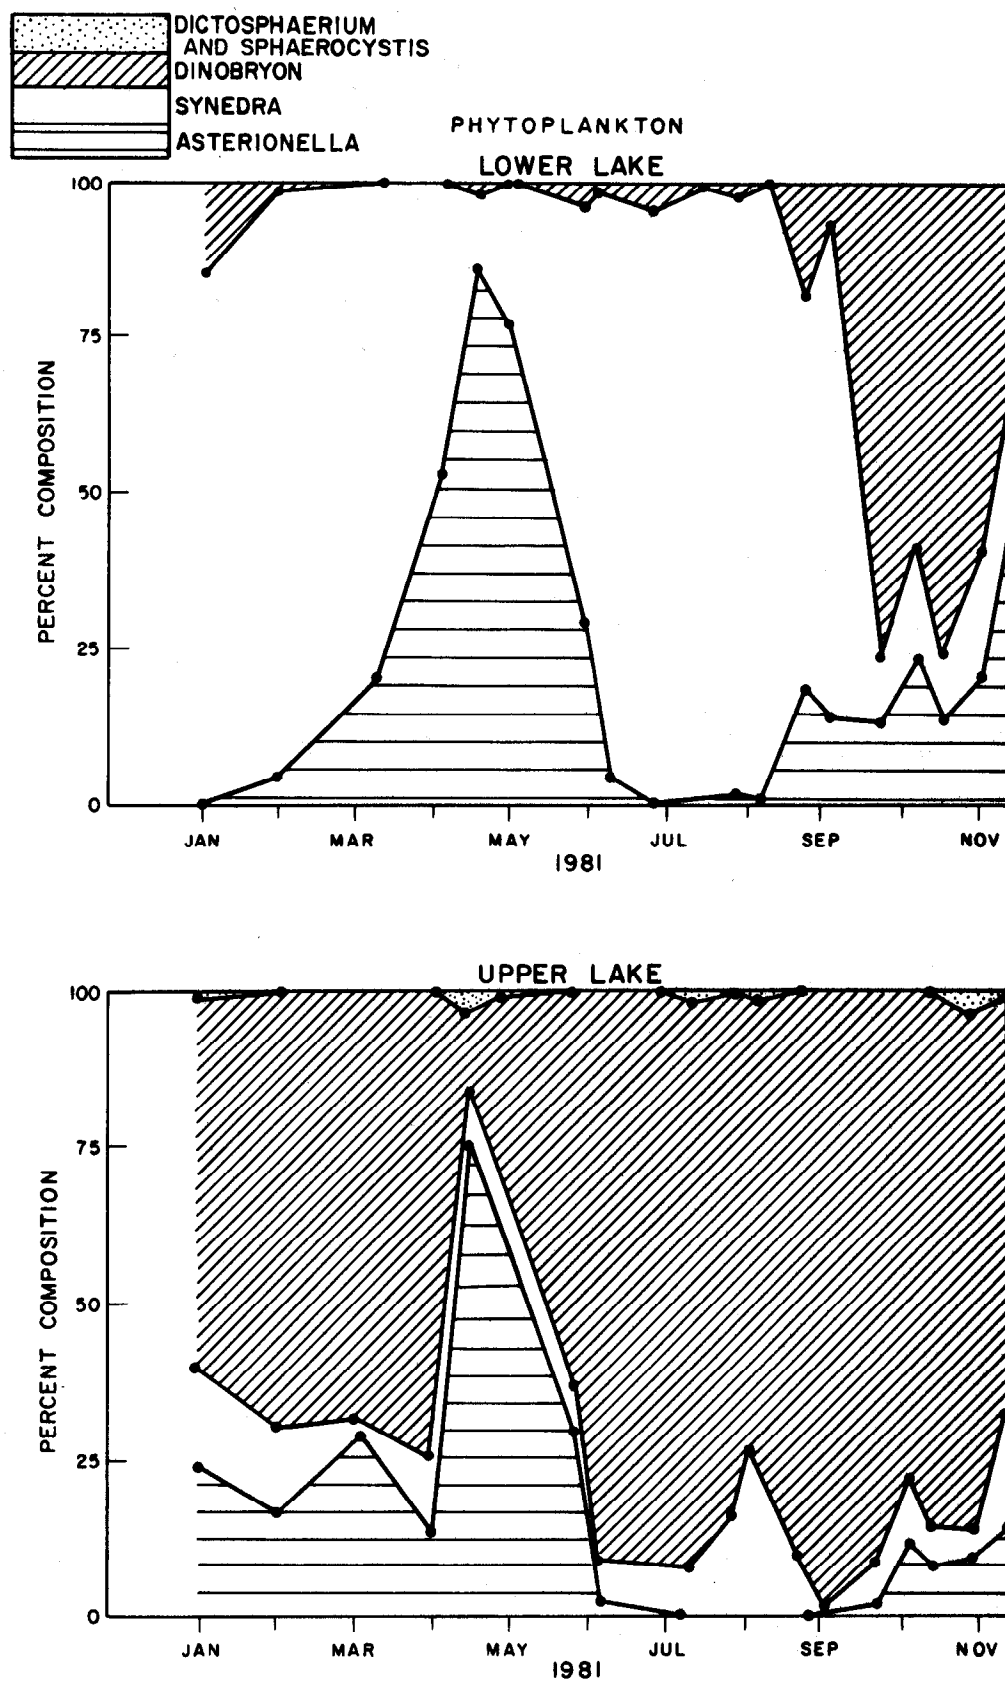 DICTOSPHAERIUM
AND SPHAEROCYSTIS
DINOBRYON
SYNEDRA
ASTERIONELLA
PHYTOPLANKTON
LOWER LAKE
100
75
50
25
0
PERCENT COMPOSITION
JAN MAR MAY JUL SEP NOV
1981
UPPER LAKE
100
75
50
25
0
PERCENT COMPOSITION
JAN MAR MAY JUL SEP NOV
1981